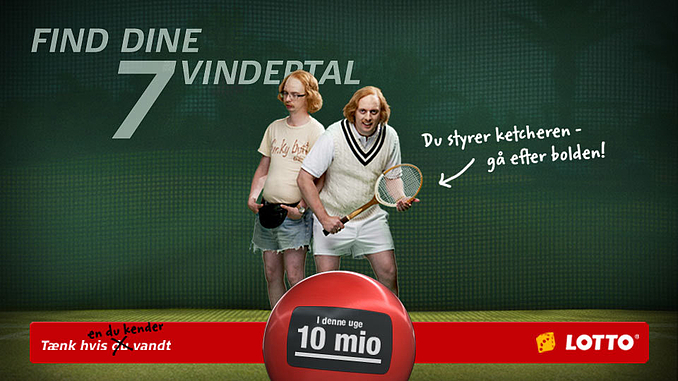 FIND DINE
7 VINDERTAL
Du styrer ketcheren -
gå efter bolden!
I denne uge
10 mio
en du kender
Tænk hvis du vandt
LOTTO®